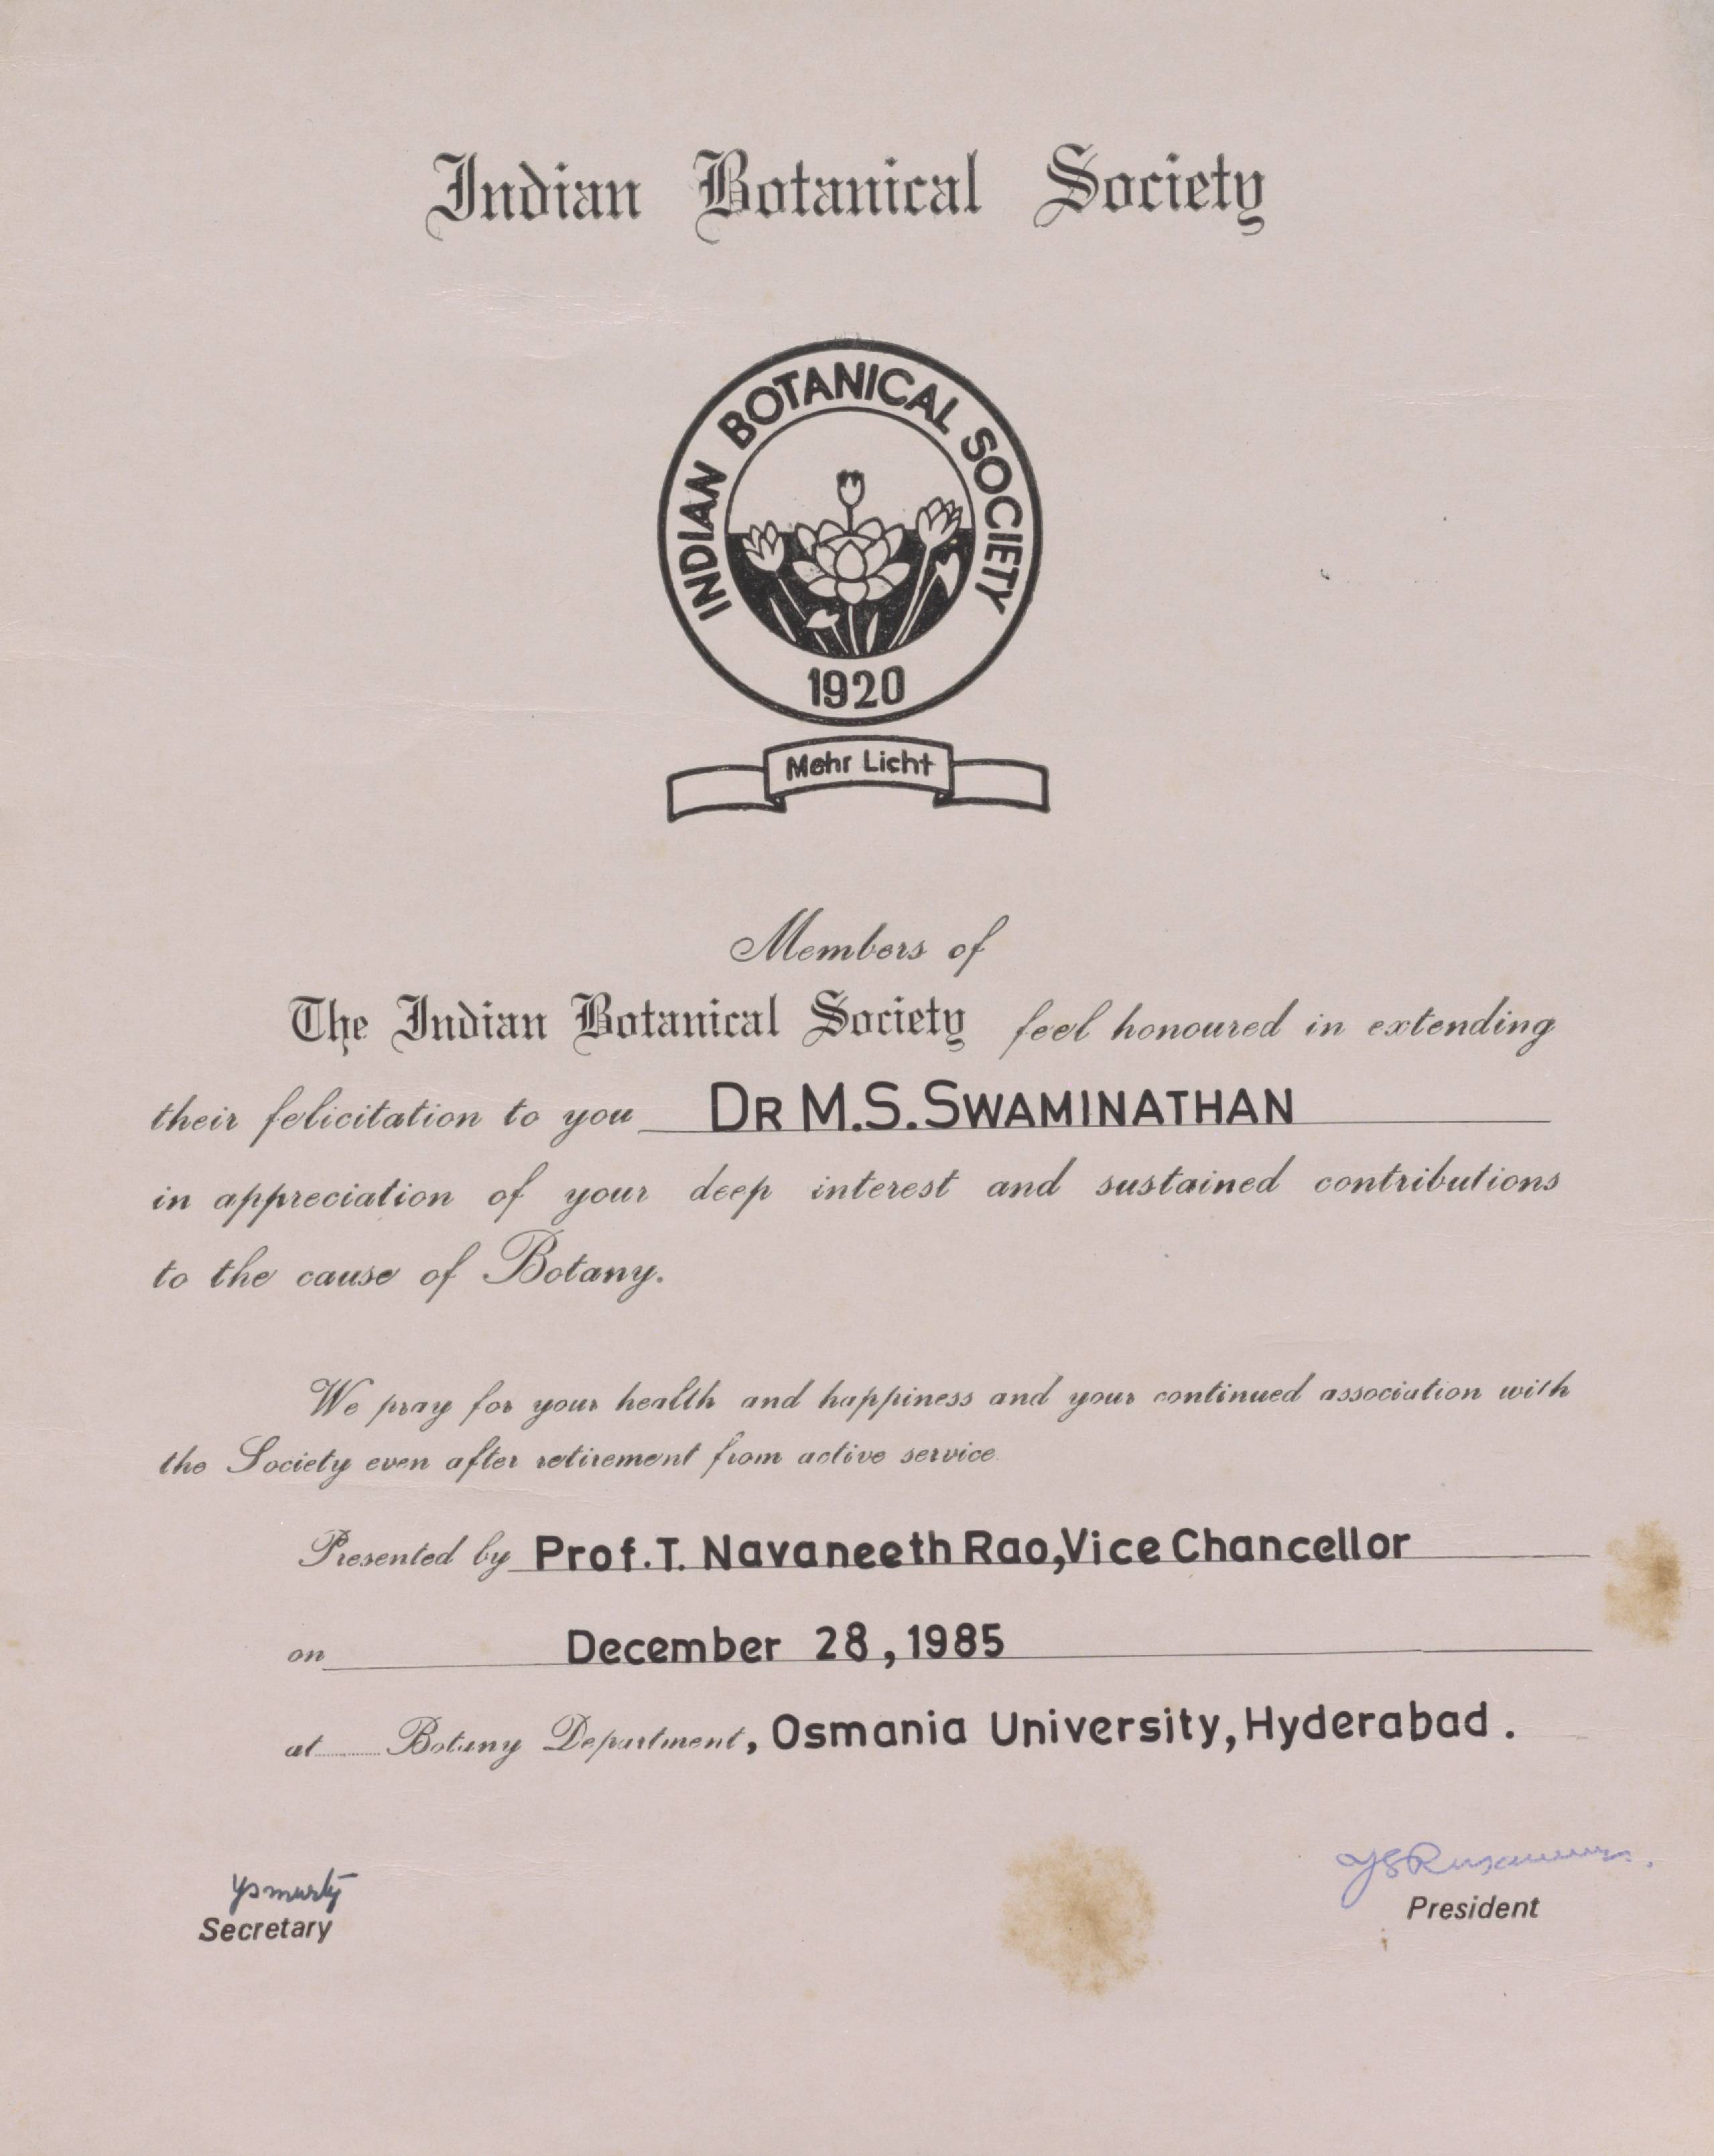 Indian Botanical Society
INDIAN BOTANICAL SOCIETY
1920
Mehr Licht
Members of
The Indian Botanical Society feel honoured in extending
their felicitation to you DR M.S.SWAMINATHAN
in appreciation of your deep interest and sustained contributions
to the cause of Botany.
We pray for your health and happiness and your continued association with
the Society even after retirement from active service
Presented by Prof.T. Navaneeth Rao,Vice Chancellor
on December 28,1985
at Botany Department, Osmania University,Hyderabad.
Ysmurty
Secretary
President